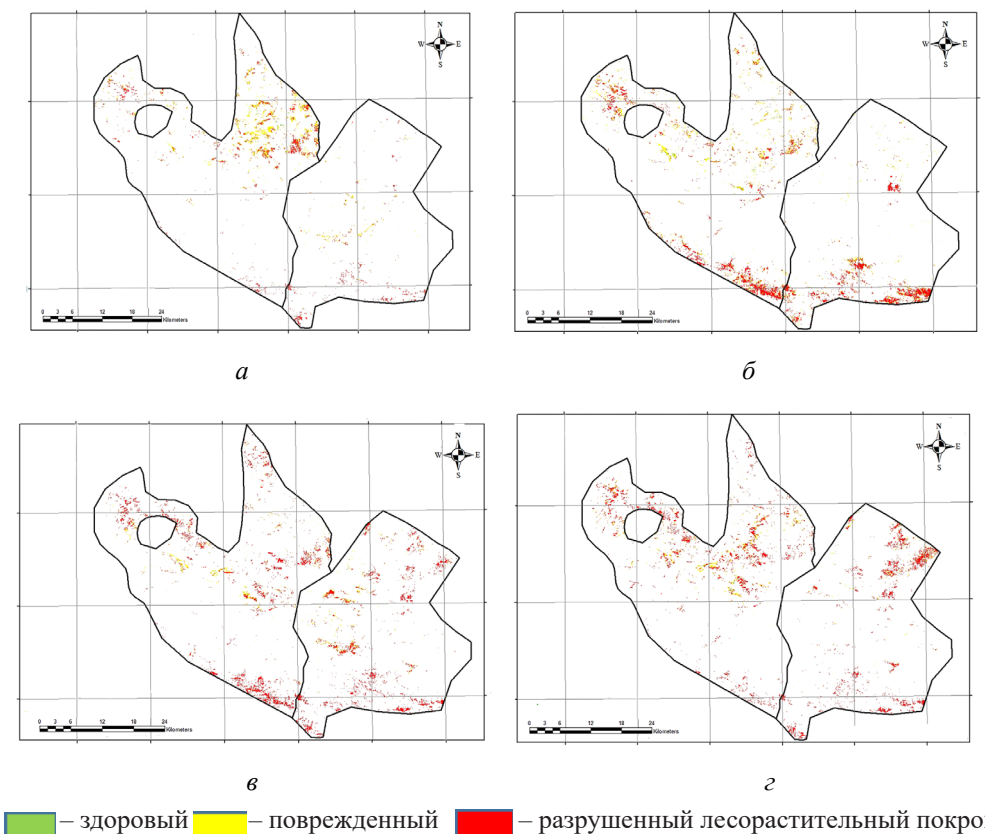 N
W E
S
0 3 6 12 18 24
Kilometers
а
N
W E
S
0 3 6 12 18 24
Kilometers
б
N
W E
S
0 3 6 12 18 24
Kilometers
в
N
W E
S
0 3 6 12 18 24
Kilometers
г
– здоровый – поврежденный – разрушенный лесорастительный покро